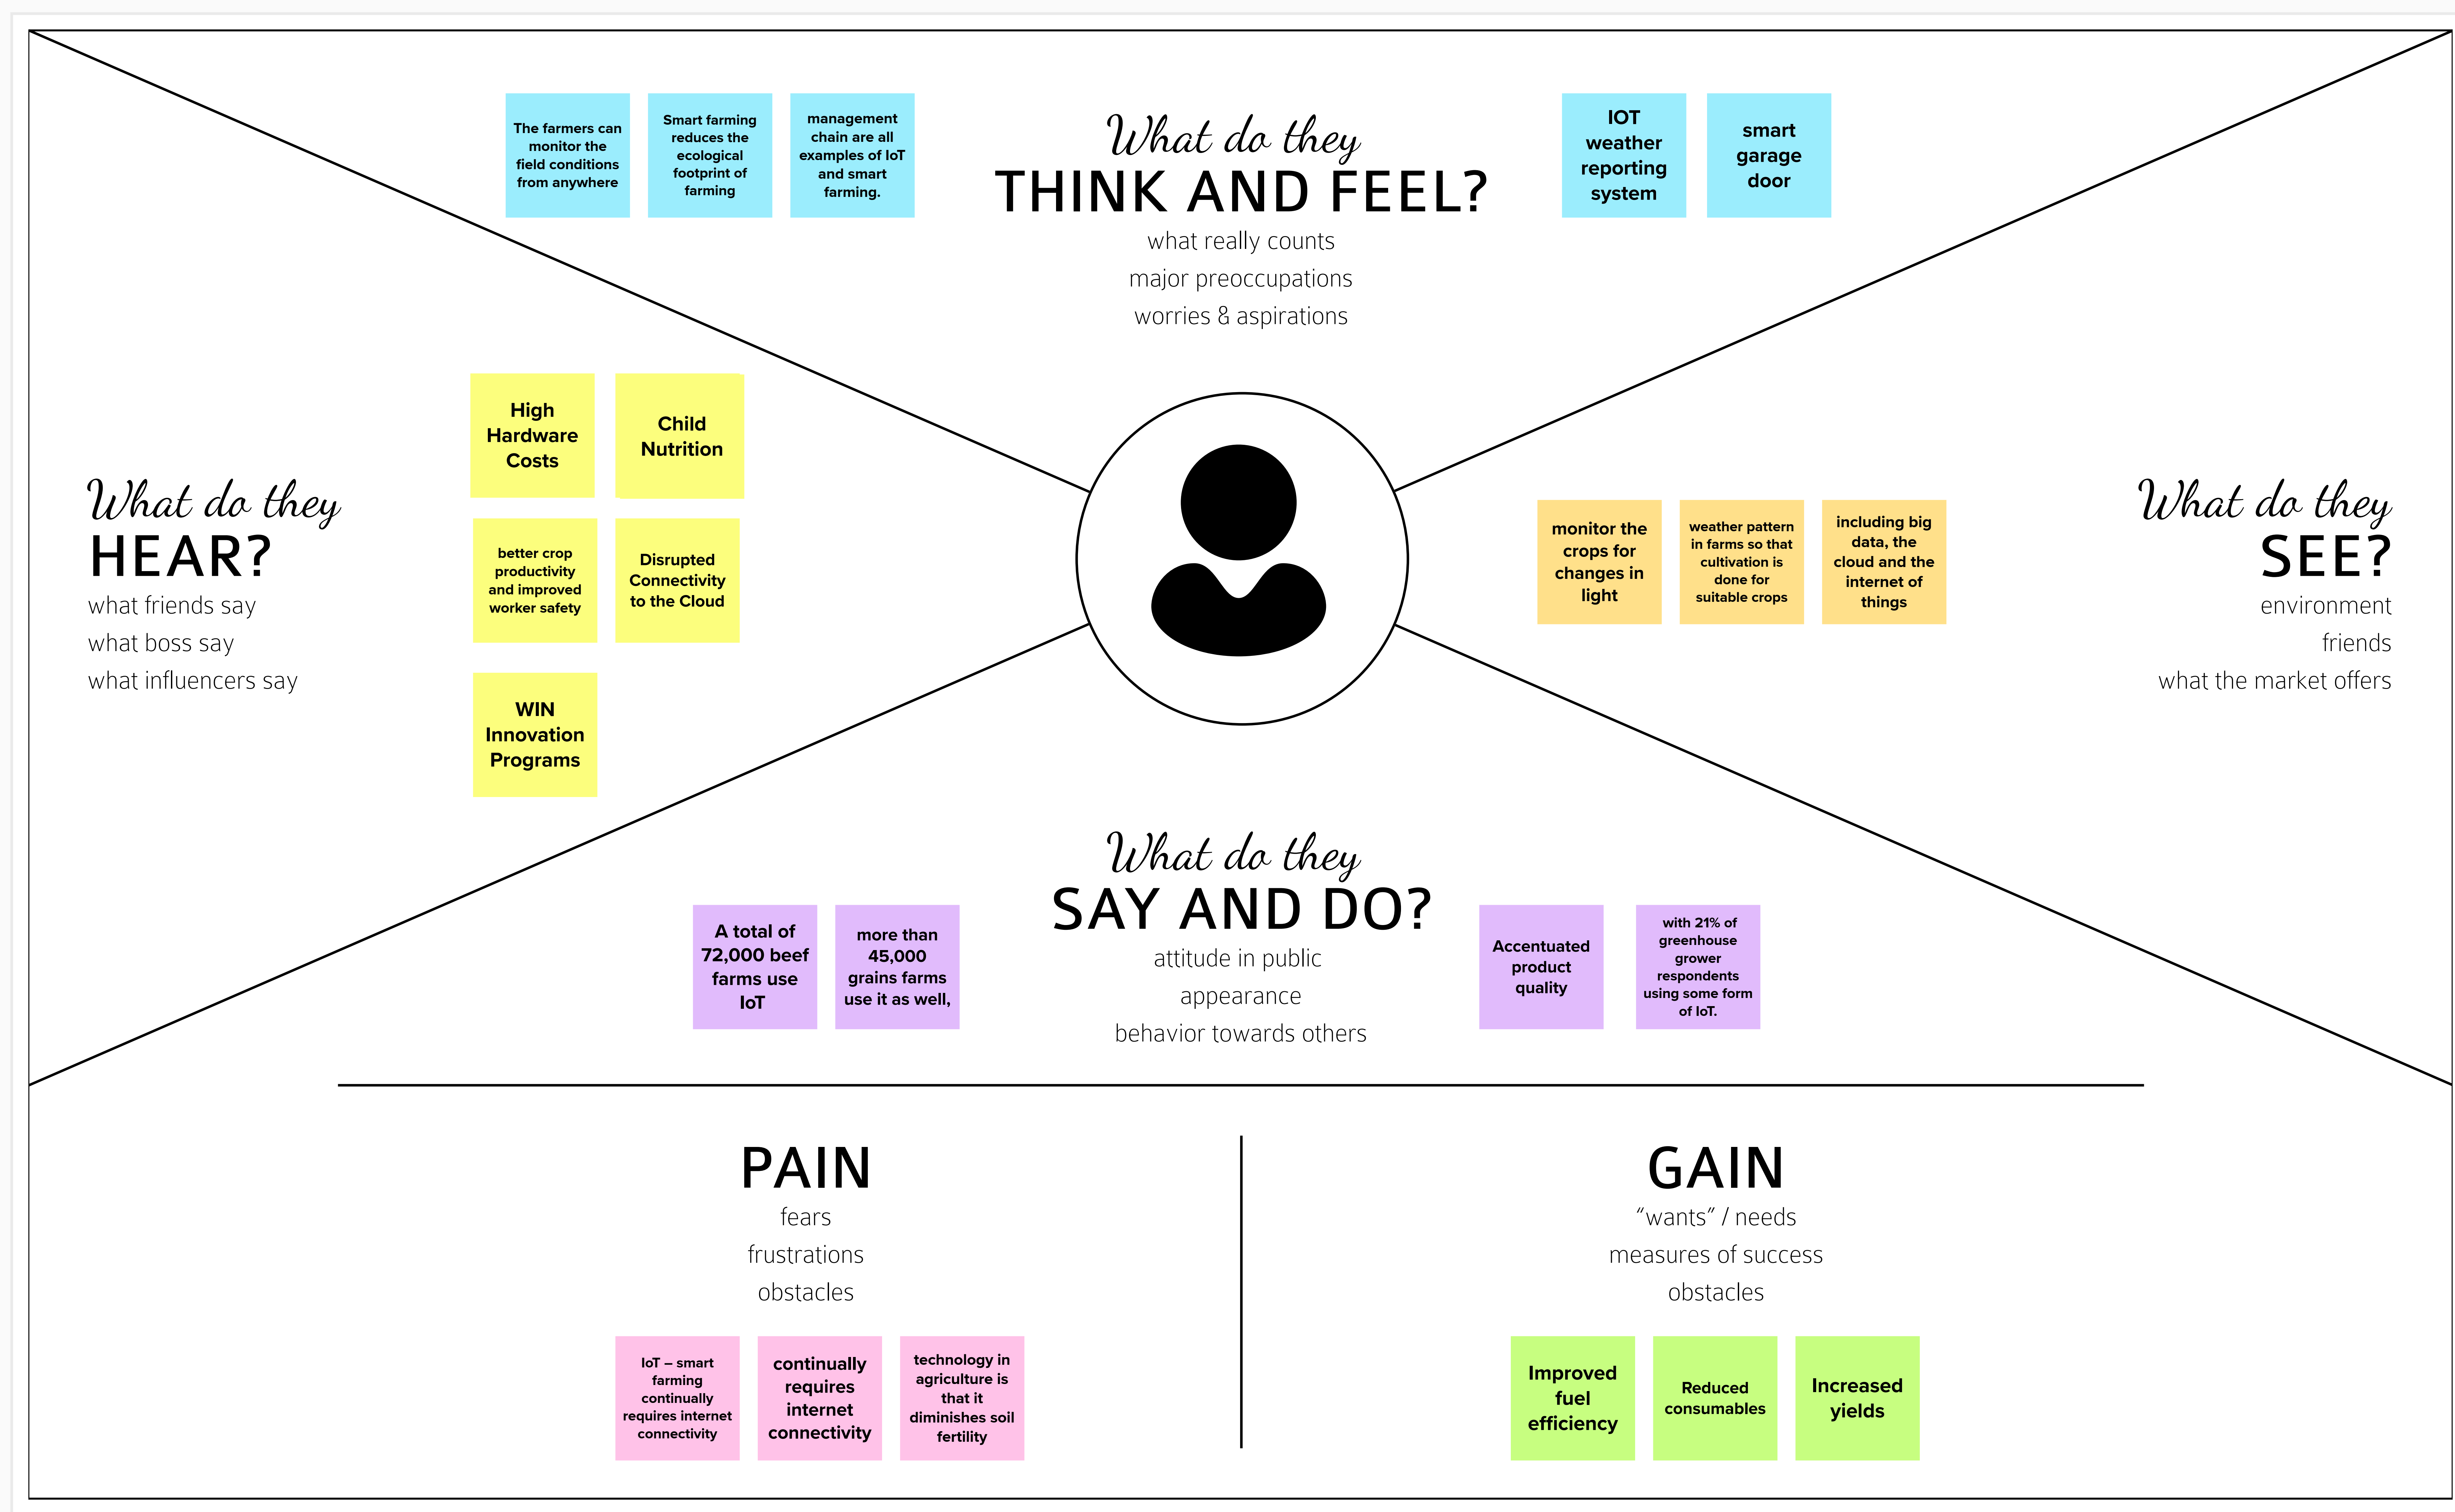 The farmers can
monitor the
field conditions
from anywhere
Smart farming
reduces the
ecological
footprint of
farming
management
chain are all
examples of IoT
and smart
farming.
What do they
THINK AND FEEL?
what really counts
major preoccupations
worries & aspirations
IOT
weather
reporting
system
smart
garage
door
What do they
HEAR?
what friends say
what boss say
what influencers say
High
Hardware
Costs
Child
Nutrition
better crop
productivity
and improved
worker safety
Disrupted
Connectivity
to the Cloud
WIN
Innovation
Programs
monitor the
crops for
changes in
light
weather pattern
in farms so that
cultivation is
done for
suitable crops
including big
data, the
cloud and the
internet of
things
What do they
SEE?
environment
friends
what the market offers
A total of
72,000 beef
farms use
IoT
more than
45,000
grains farms
use it as well,
What do they
SAY AND DO?
attitude in public
appearance
behavior towards others
Accentuated
product
quality
with 21% of
greenhouse
grower
respondents
using some form
of IoT.
PAIN
fears
frustrations
obstacles
IoT – smart
farming
continually
requires internet
connectivity
continually
requires
internet
connectivity
technology in
agriculture is
that it
diminishes soil
fertility
GAIN
“wants” / needs
measures of success
obstacles
Improved
fuel
efficiency
Reduced
consumables
Increased
yields